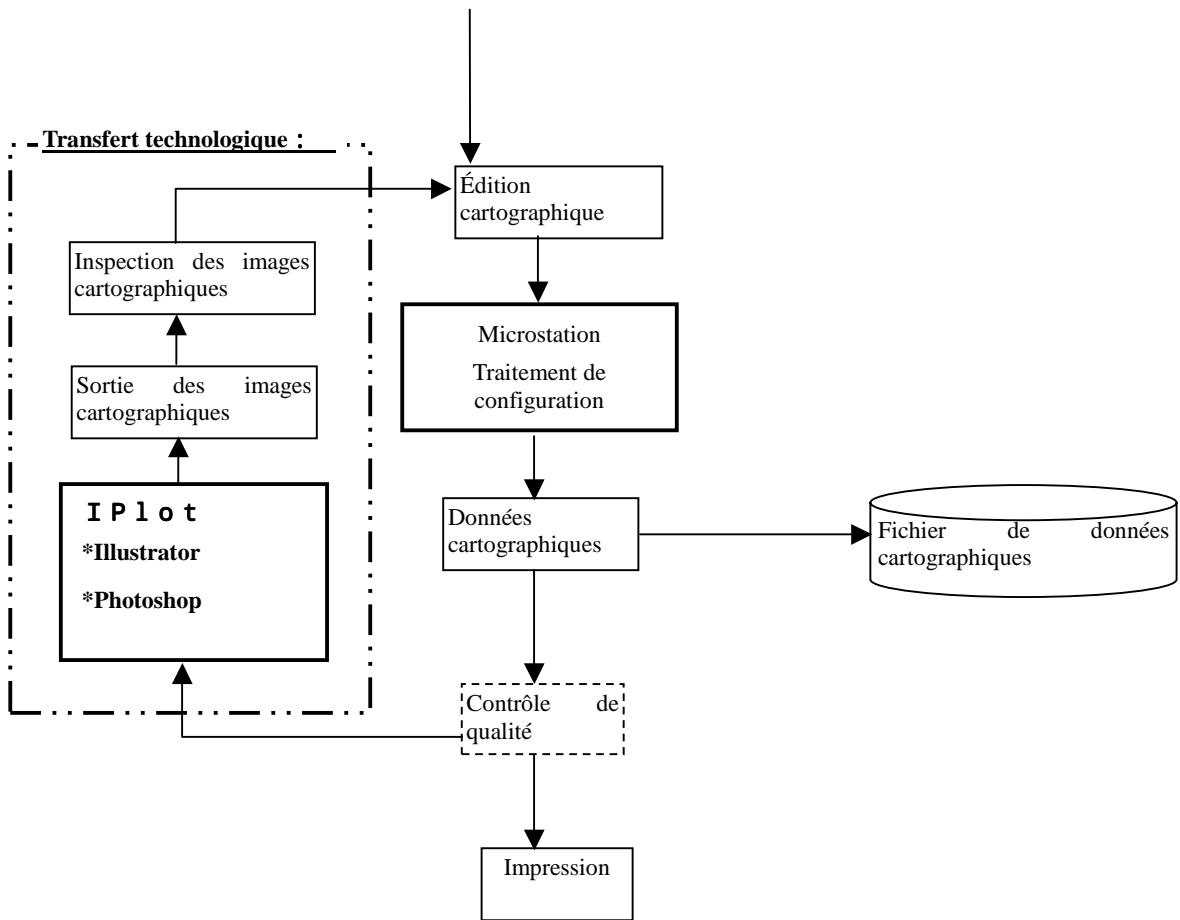 Transfert technologique :
Édition
cartographique
Inspection des images
cartographiques
Microstation
Traitement de
configuration
Sortie des images
cartographiques
IPlot
*Illustrator
*Photoshop
Données
cartographiques
Fichier de données
cartographiques
Contrôle de
qualité
Impression